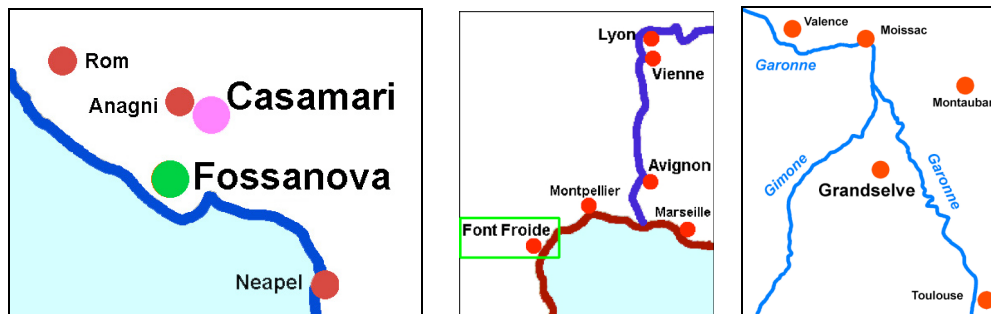 Rom
Casamari
Anagni
Fossanova
Neapel
Lyon
Vienne
Avignon
Montpellier
Marseille
Font Froide
Valence
Moissac
Garonne
Montauban
Gimone
Garonne
Grandselve
Toulouse